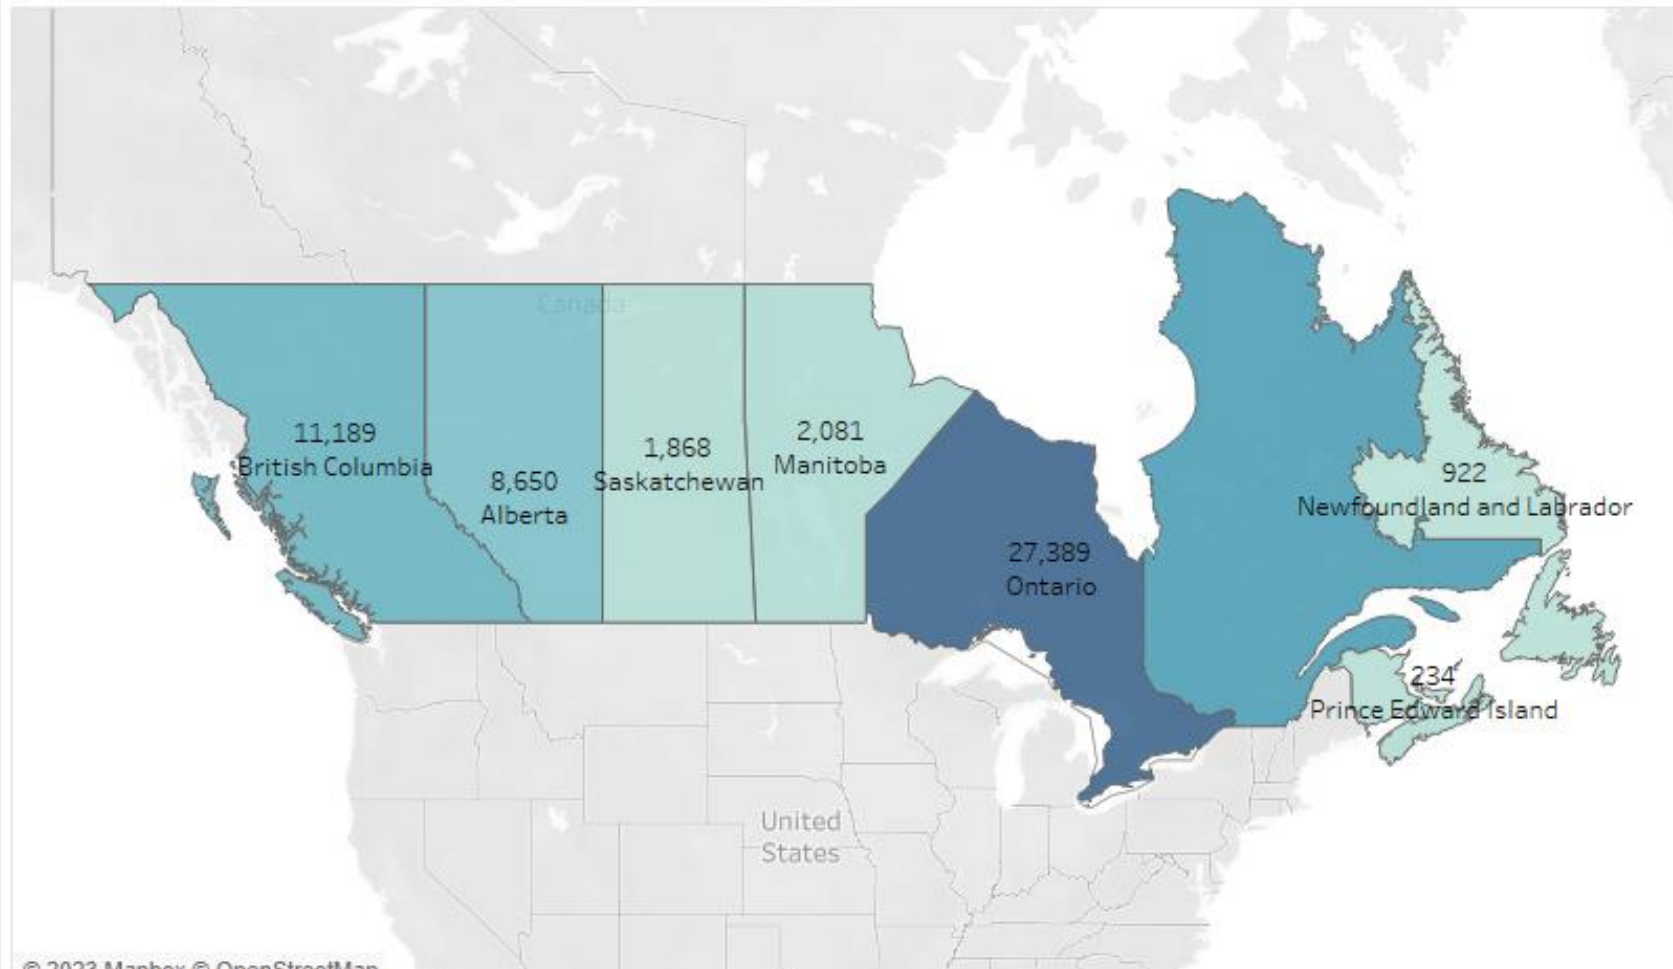 Canada
11,189
British Columbia
8,650
Alberta
1,868
Saskatchewan
2,081
Manitoba
27,389
Ontario
922
Newfoundland and Labrador
234
Prince Edward Island
United
States
© 2023 Mapbox © OpenStreetMap